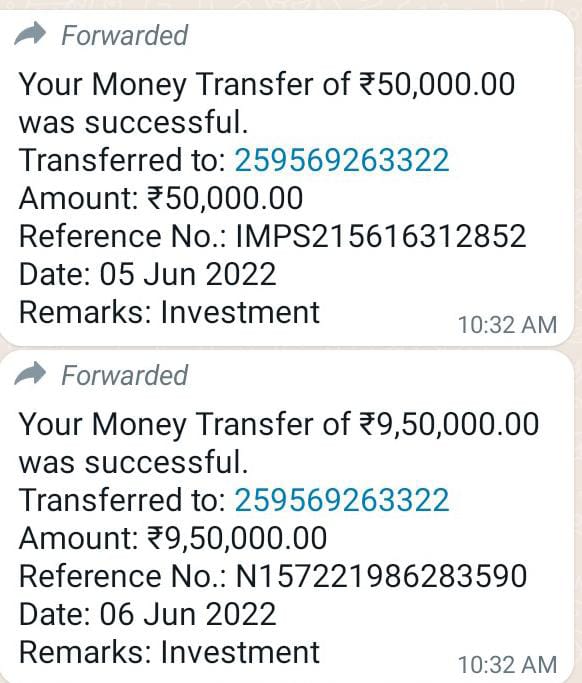 Forwarded
Your Money Transfer of ₹50,000.00
was successful.
Transferred to: 259569263322
Amount: ₹50,000.00
Reference No.: IMPS215616312852
Date: 05 Jun 2022
Remarks: Investment
10:32 AM
Forwarded
Your Money Transfer of ₹9,50,000.00
was successful.
Transferred to: 259569263322
Amount: ₹9,50,000.00
Reference No.: N157221986283590
Date: 06 Jun 2022
Remarks: Investment
10:32 AM